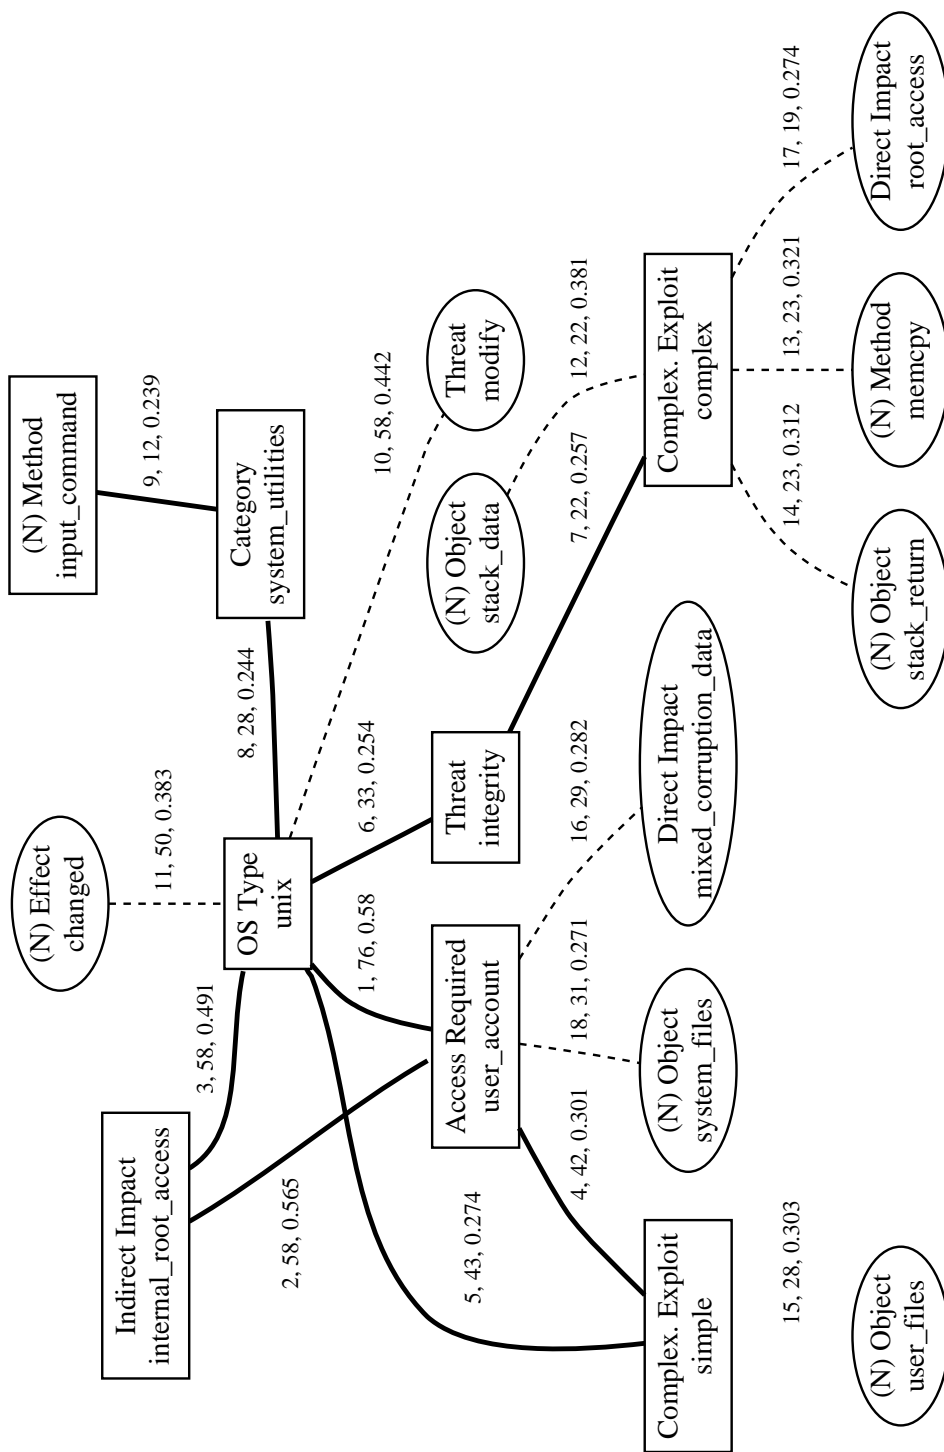 Indirect Impact
internal_root_access
(N) Effect
changed
(N) Method
input_command
3, 58, 0.491
11, 50, 0.383
9, 12, 0.239
OS Type
unix
8, 28, 0.244
Category
system_utilities
2, 58, 0.565
1, 76, 0.58
6, 33, 0.254
10, 58, 0.442
Access Required
user_account
Threat
integrity
(N) Object
stack_data
Threat
modify
5, 43, 0.274
4, 42, 0.301
18, 31, 0.271
16, 29, 0.282
7, 22, 0.257
12, 22, 0.381
Complex. Exploit
simple
(N) Object
system_files
Direct Impact
mixed_corruption_data
Complex. Exploit
complex
15, 28, 0.303
14, 23, 0.312
13, 23, 0.321
17, 19, 0.274
(N) Object
user_files
(N) Object
stack_return
(N) Method
memcpy
Direct Impact
root_access